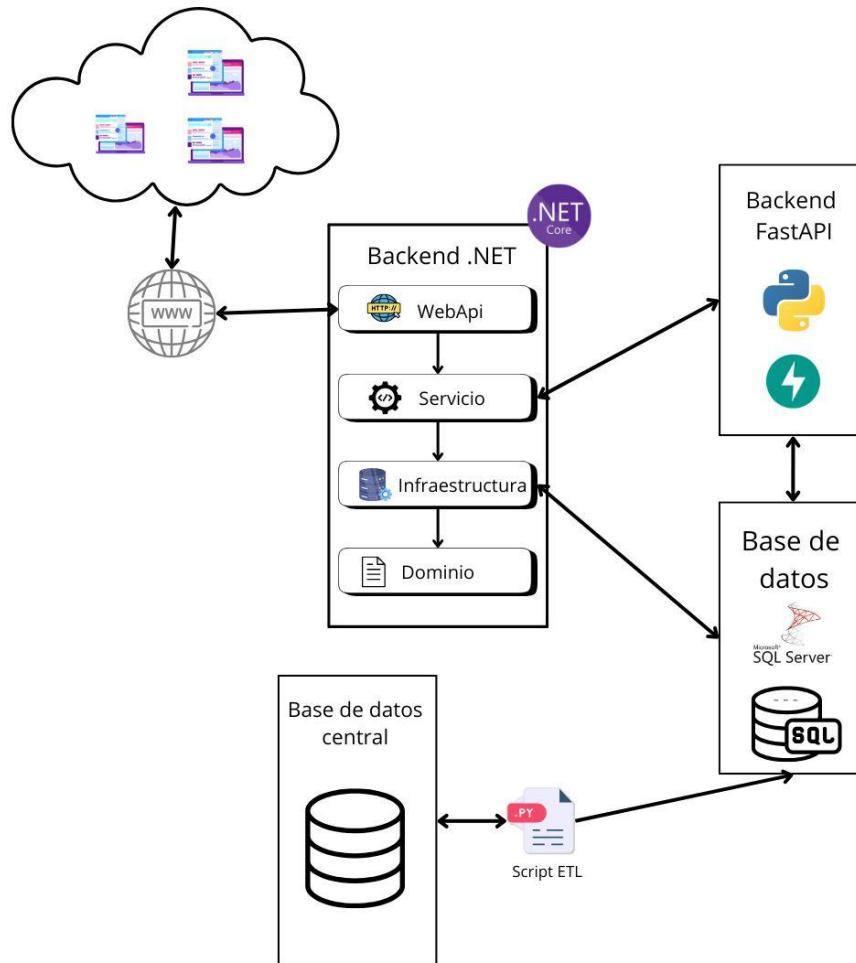 .NET
Core
Backend .NET
HTTP://
WebApi
WWW
Servicio
Infraestructura
Dominio
Backend
FastAPI
Base de
datos
Microsoft®
SQL Server
SQL
Base de datos
central
.PY
Script ETL